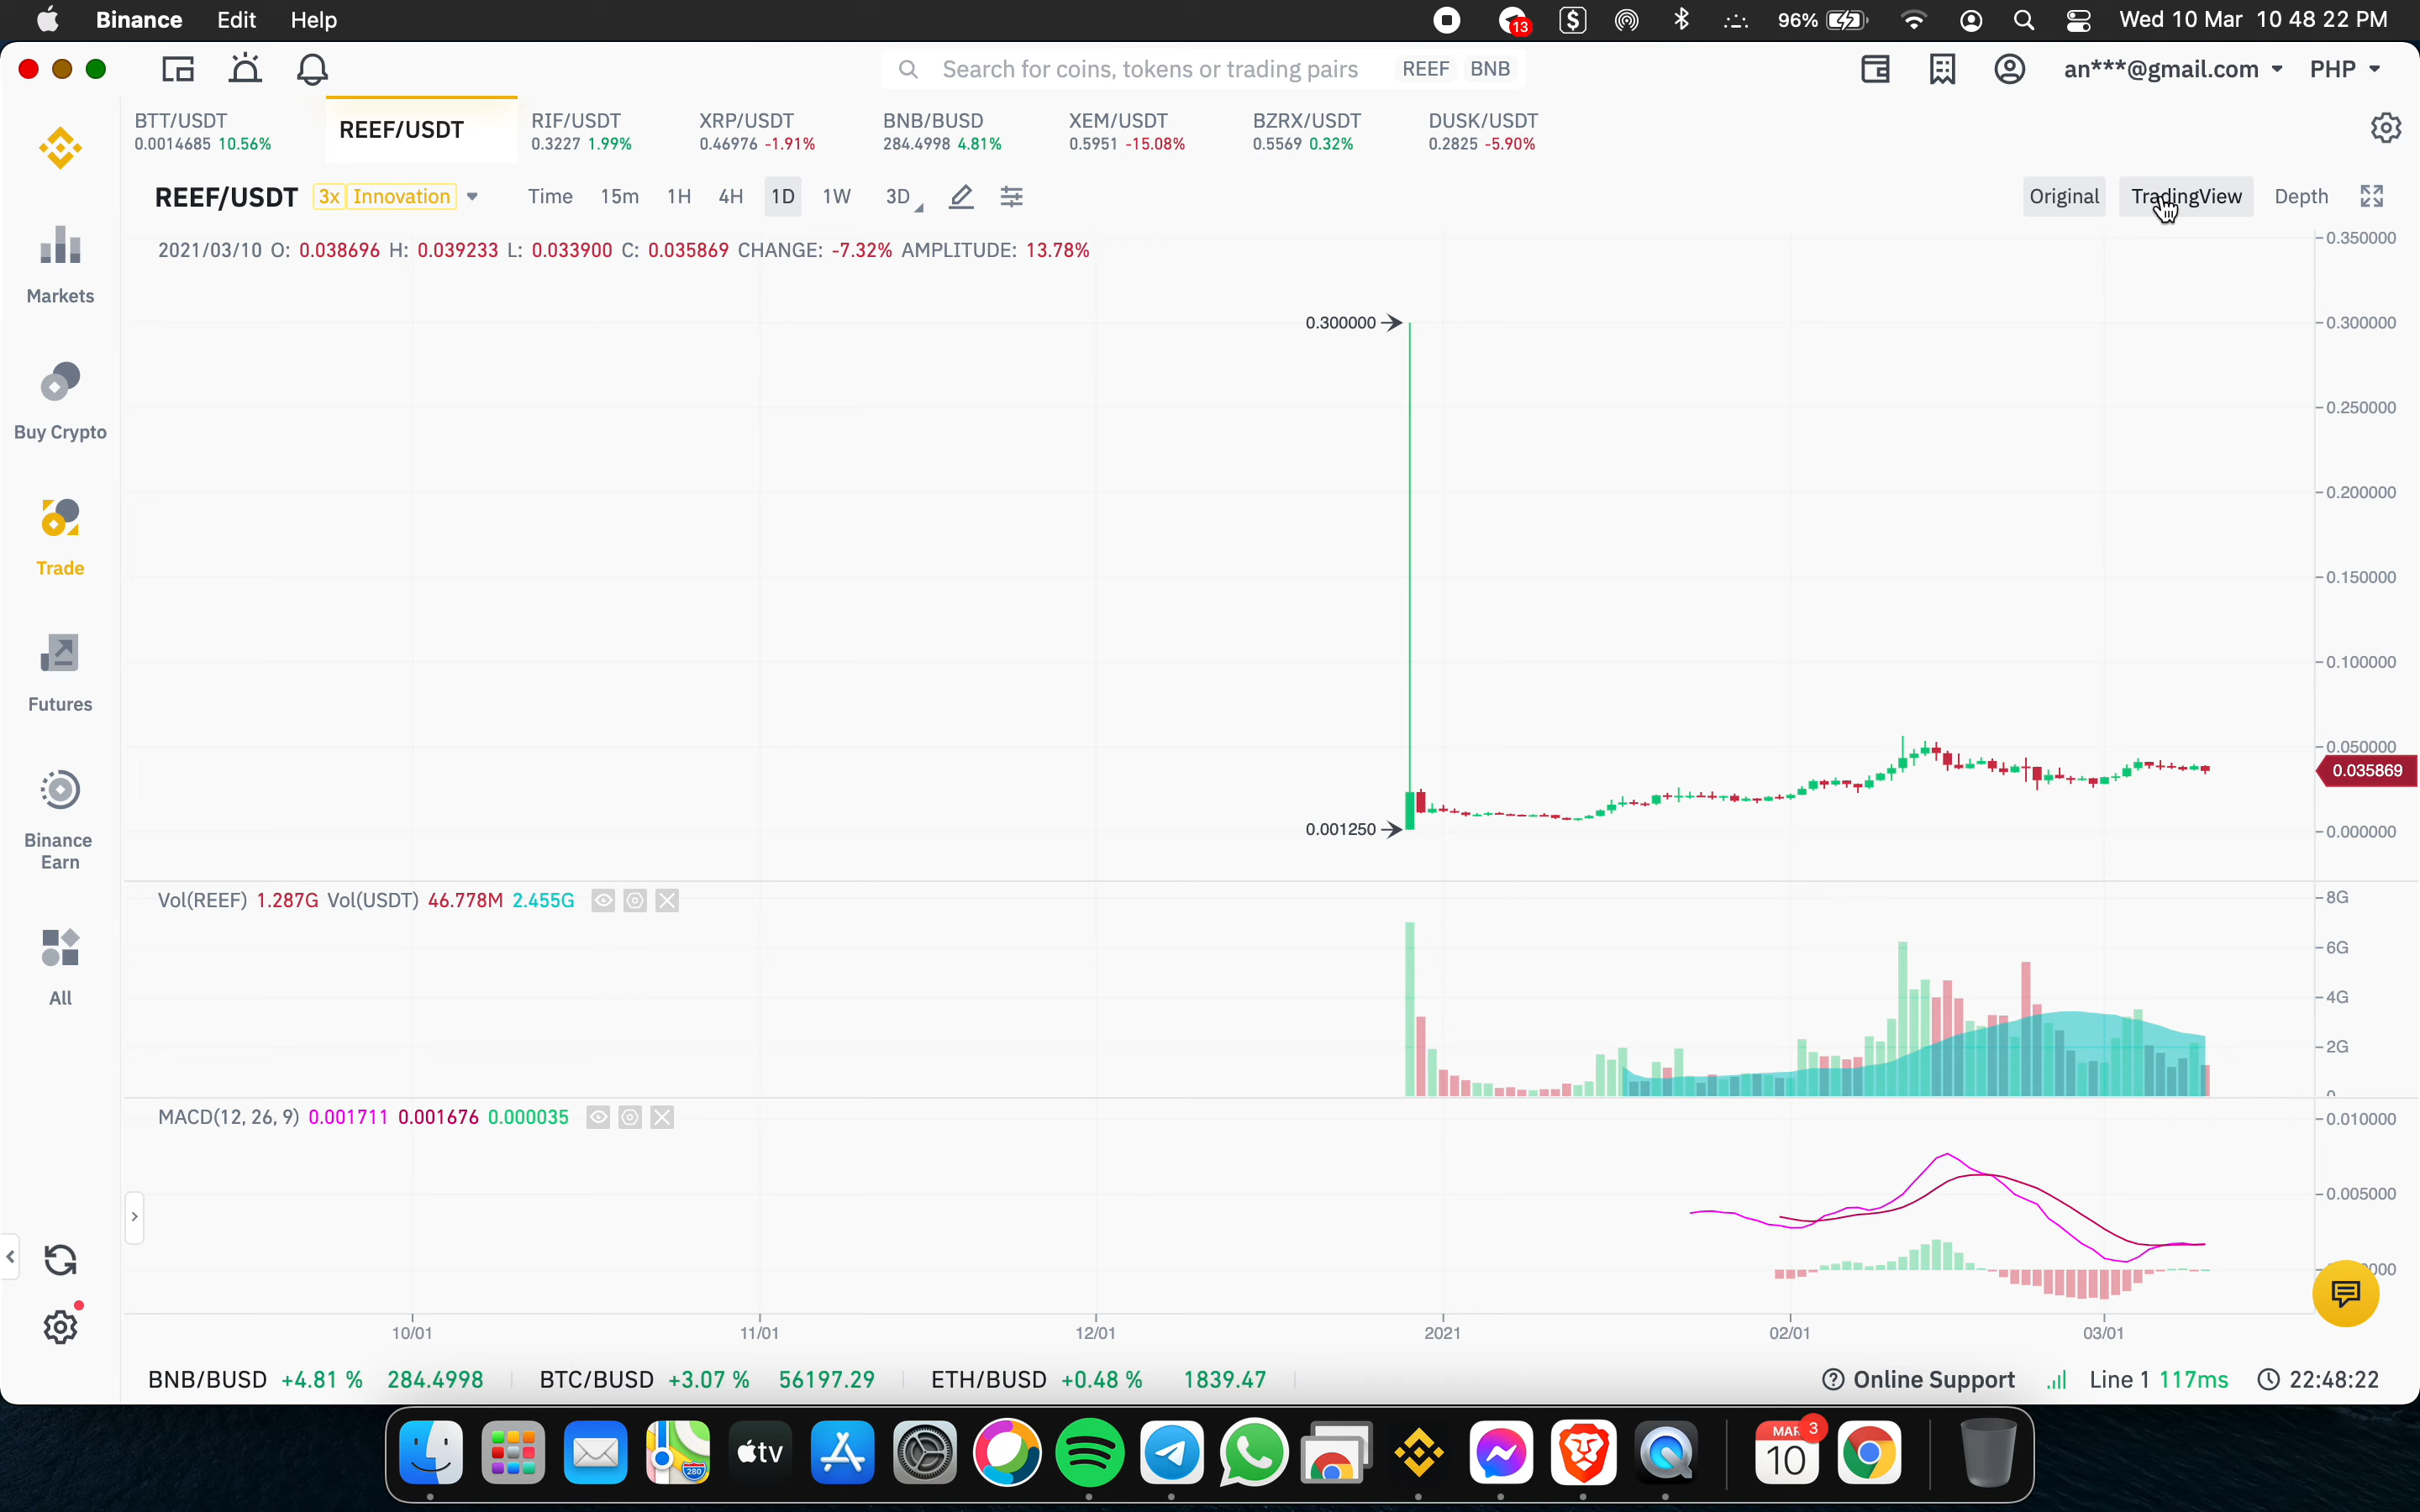 Binance Edit Help 13 96% Wed 10 Mar 10 48 22 PM
Search for coins, tokens or trading pairs REEF BNB an***@gmail.com PHP
BTT/USDT REEF/USDT RIF/USDT XRP/USDT BNB/BUSD XEM/USDT BZRX/USDT DUSK/USDT
0.0014685 10.56% 0.3227 1.99% 0.46976 -1.91% 284.4998 4.81% 0.5951 -15.08% 0.5569 0.32% 0.2825 -5.90%
REEF/USDT 3x Innovation Time 15m 1H 4H 1D 1W 3D Original TradingView Depth
2021/03/10 O: 0.038696 H: 0.039233 L: 0.033900 C: 0.035869 CHANGE: -7.32% AMPLITUDE: 13.78%
0.350000
Markets
0.300000 0.300000
0.250000
Buy Crypto
0.200000
Trade
0.150000
0.100000
Futures
0.050000
0.035869
0.001250 0.000000
Binance
Earn
Vol(REEF) 1.287G Vol(USDT) 46.778M 2.455G
8G
6G
All
4G
2G
0
MACD(12, 26, 9) 0.001711 0.001676 0.000035
0.010000
0.005000
10/01 11/01 12/01 2021 02/01 03/01
BNB/BUSD +4.81 % 284.4998 BTC/BUSD +3.07 % 56197.29 ETH/BUSD +0.48 % 1839.47 Online Support Line 1 117ms 22:48:22
280 tv MAR 3
10